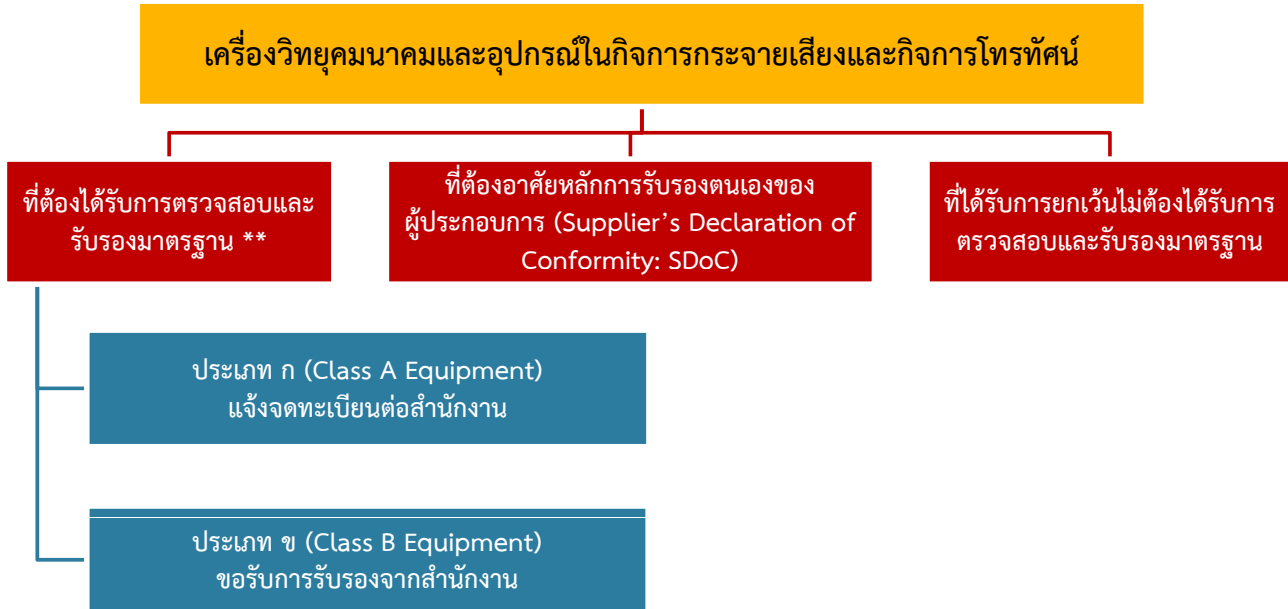 เครื่องวิทยุคมนาคมและอุปกรณ์ในกิจการกระจายเสียงและกิจการโทรทัศน์
ที่ต้องได้รับการตรวจสอบและ
รับรองมาตรฐาน **
ที่ต้องอาศัยหลักการรับรองตนเองของ
ผู้ประกอบการ (Supplier’s Declaration of
Conformity: SDoC)
ที่ได้รับการยกเว้นไม่ต้องได้รับการ
ตรวจสอบและรับรองมาตรฐาน
ประเภท ก (Class A Equipment)
แจ้งจดทะเบียนต่อสำนักงาน
ประเภท ข (Class B Equipment)
ขอรับการรับรองจากสำนักงาน